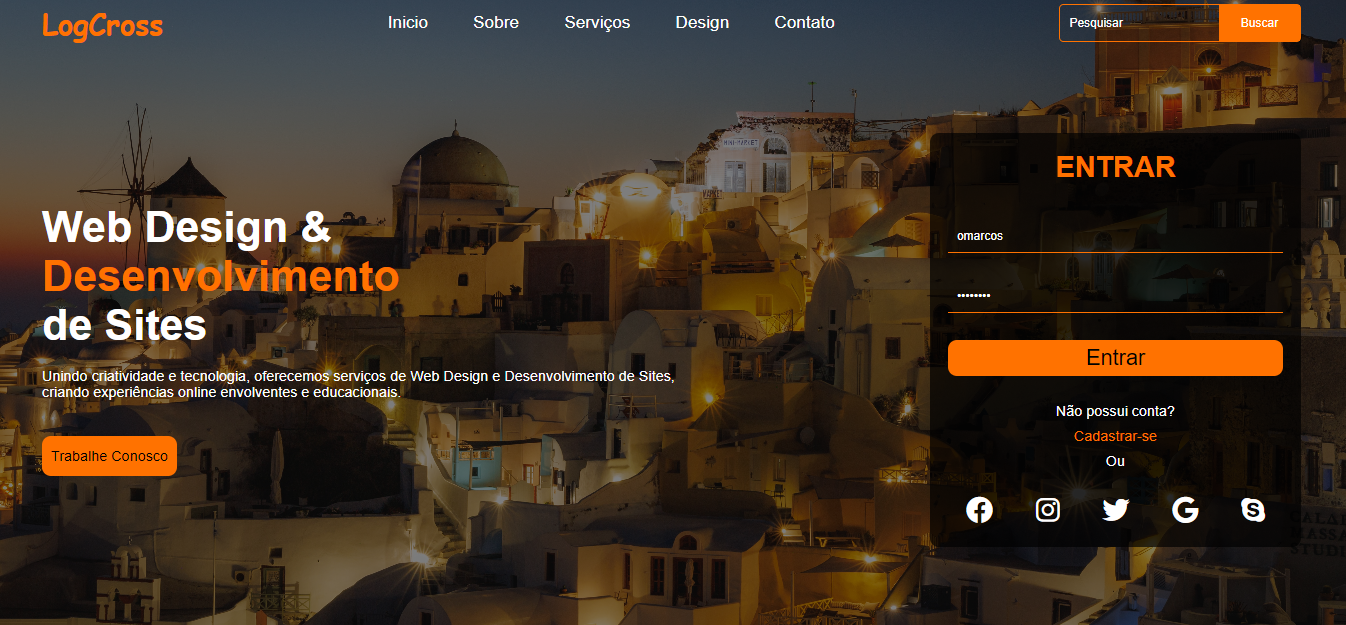 LogCross
Inicio
Sobre
Serviços
Design
Contato
Pesquisar
Buscar
MINI-MARKET
Web Design &
Desenvolvimento
de Sites
Unindo criatividade e tecnologia, oferecemos serviços de Web Design e Desenvolvimento de Sites,
criando experiências online envolventes e educacionais.
Trabalhe Conosco
ENTRAR
omarcos
••••••••
Entrar
Não possui conta?
Cadastrar-se
Ou